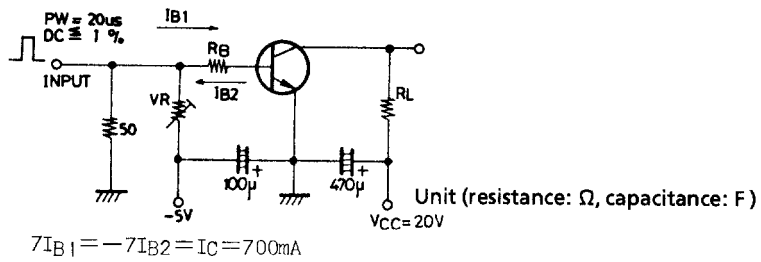 PW = 20us
DC ≦ 1 %.
IB1
RB
INPUT
IB2
VR
50
RL
100μ
+
470μ
+
-5V
VCC = 20V
Unit (resistance: Ω, capacitance: F)
7IB1=-7IB2=IC=700mA